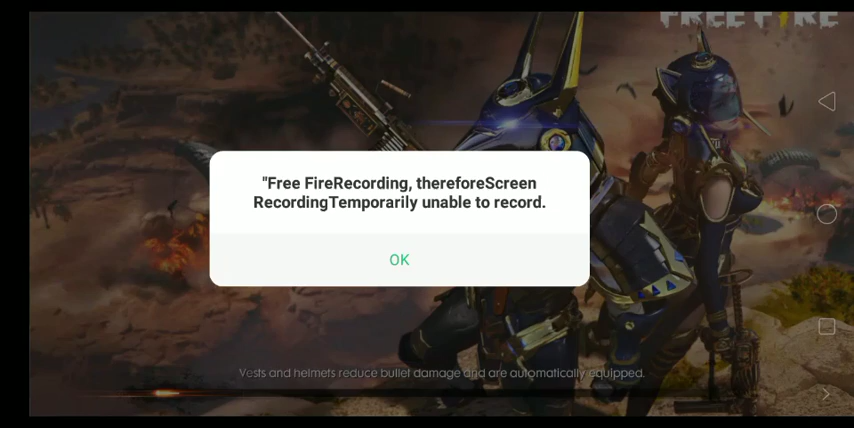 FREE FIRE
"Free FireRecording, thereforeScreen
RecordingTemporarily unable to record.
OK
Vests and helmets reduce bullet damage and are automatically equipped.